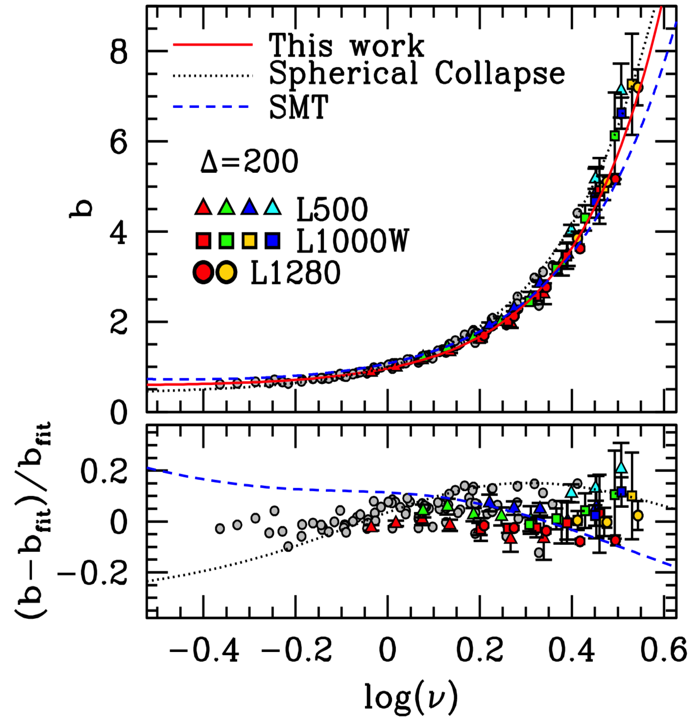 8
6
4
2
0
b
This work
Spherical Collapse
SMT
Δ=200
L500
L1000W
L1280
0.2
0
−0.2
(b−b_fit)/b_fit
−0.4 −0.2 0 0.2 0.4 0.6
log(ν)